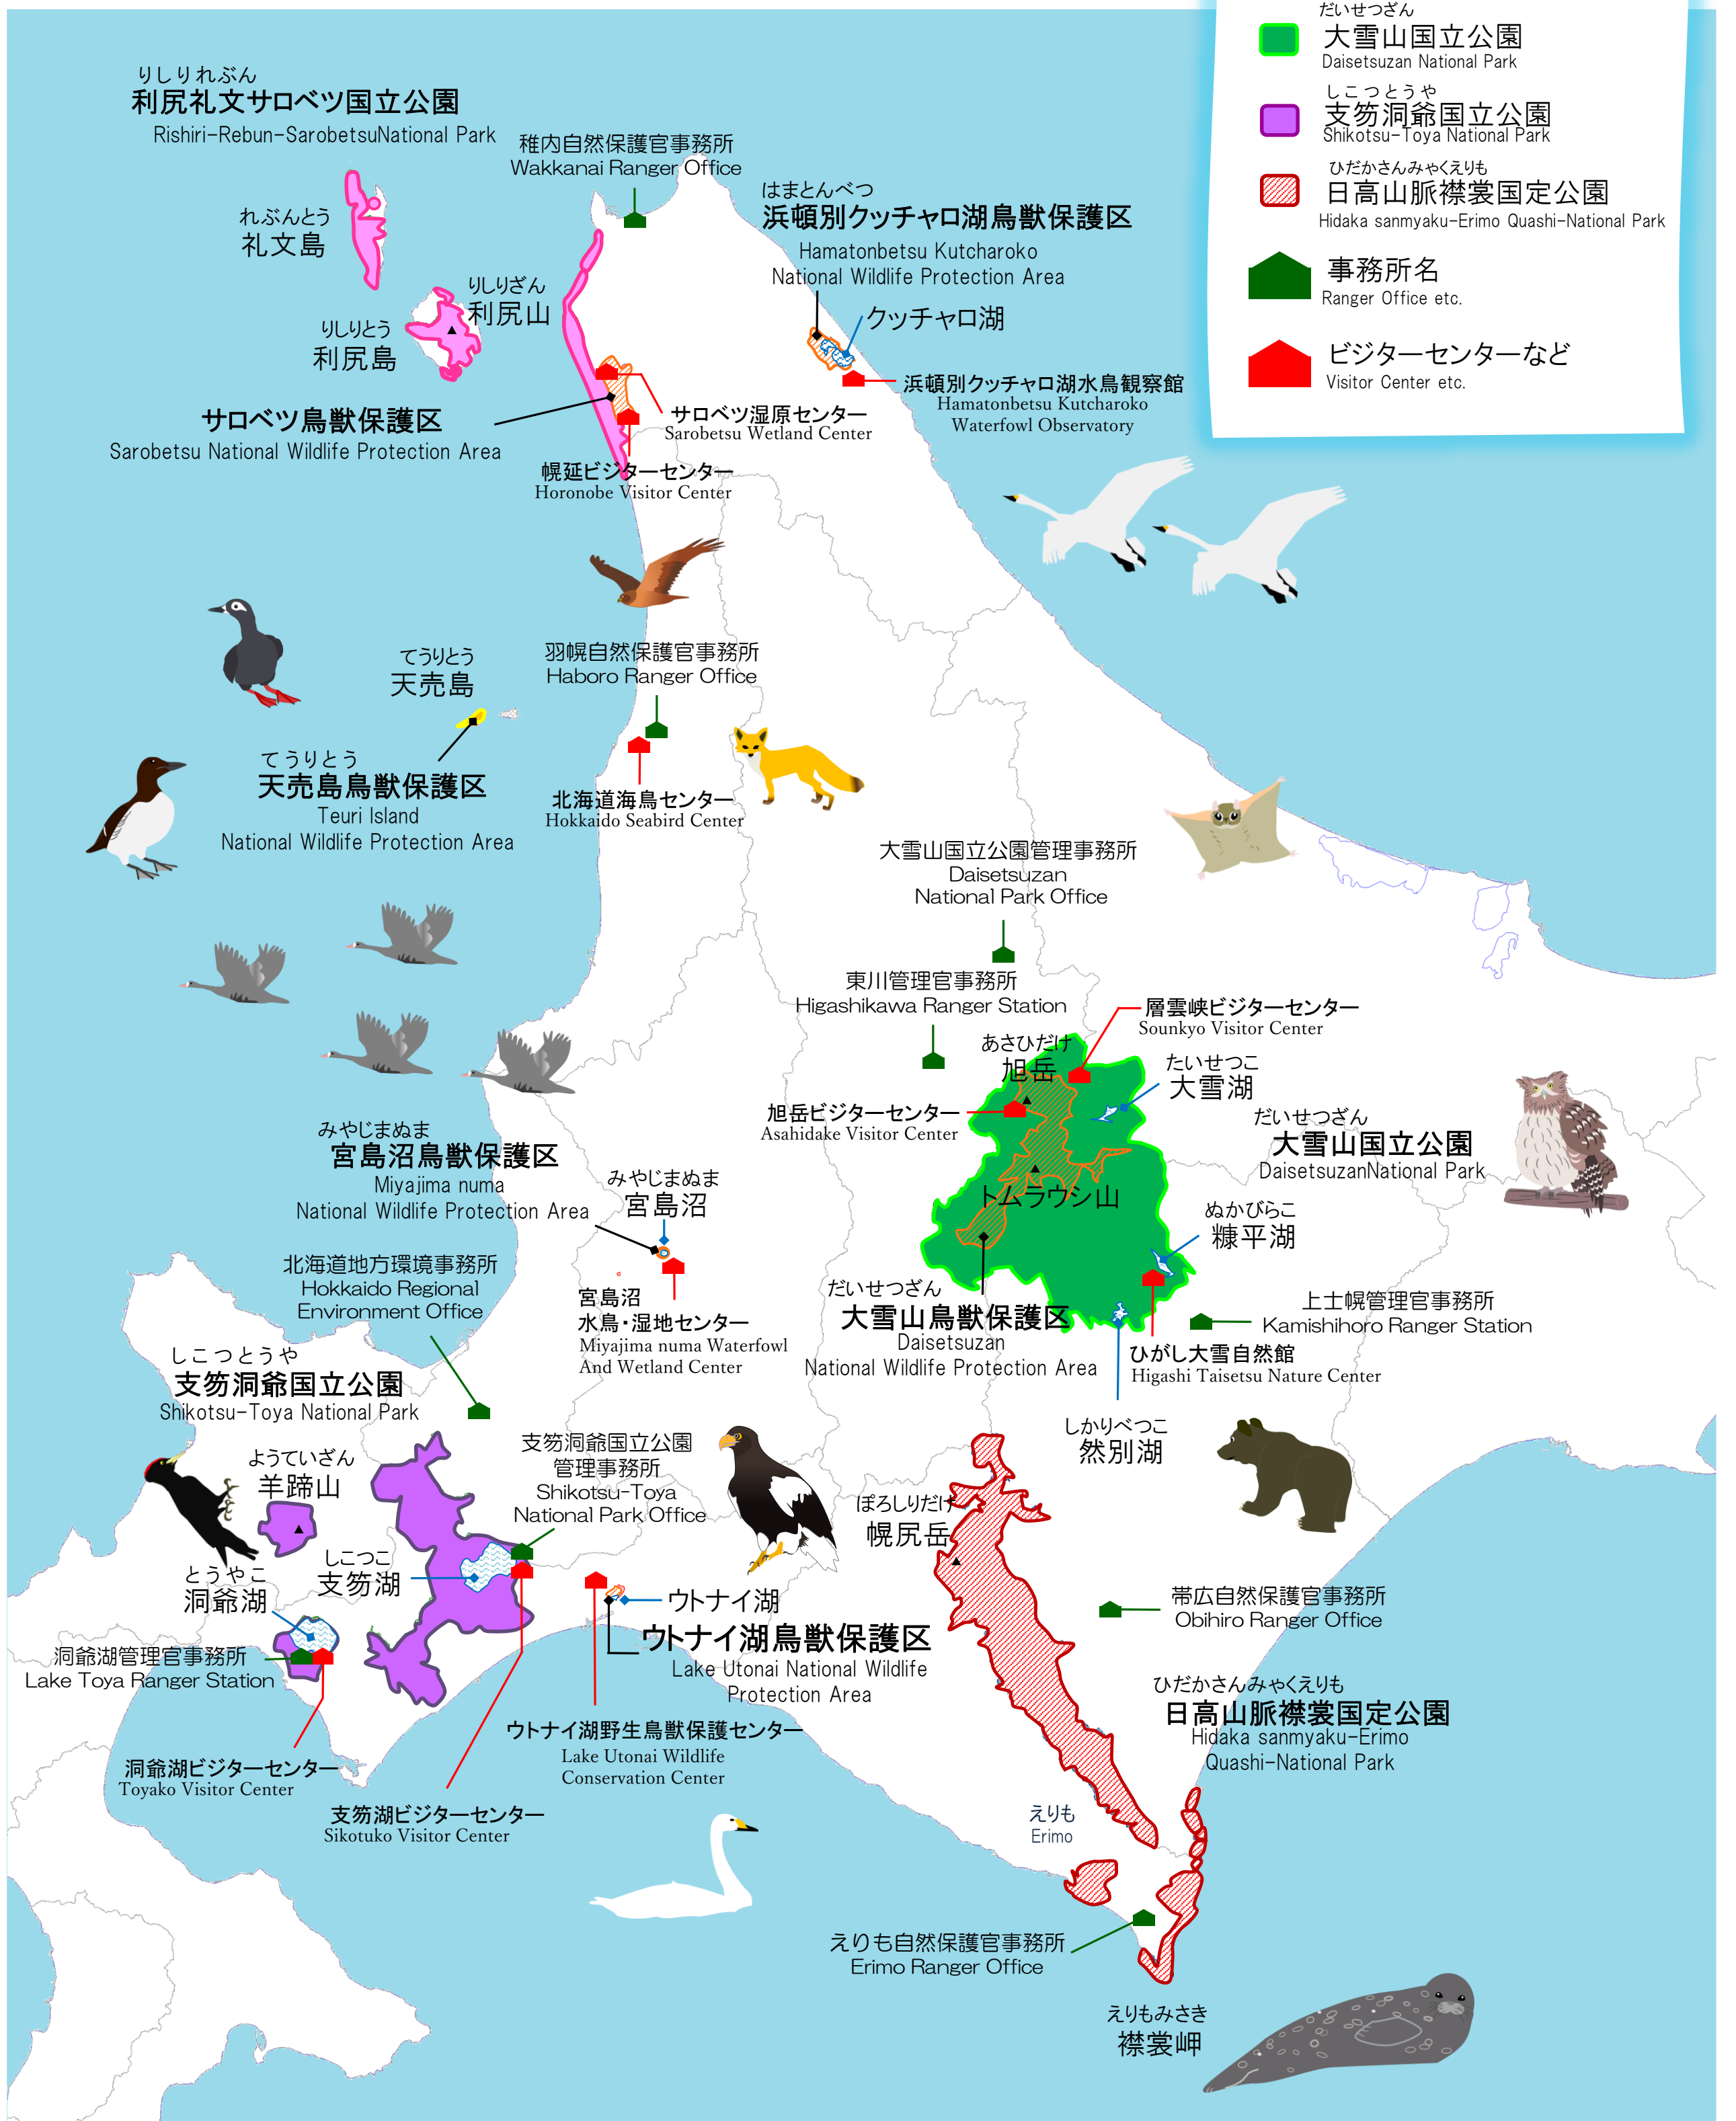 だいせつざん
大雪山国立公園
Daisetsuzan National Park
しこつとうや
支笏洞爺国立公園
Shikotsu-Toya National Park
ひだかさんみゃくえりも
日高山脈襟裳国定公園
Hidaka sanmyaku-Erimo Quashi-National Park
事務所名
Ranger Office etc.
ビジターセンターなど
Visitor Center etc.
りしりれぶん
利尻礼文サロベツ国立公園
Rishiri-Rebun-SarobetsuNational Park
稚内自然保護官事務所
Wakkanai Ranger Office
はまとんべつ
浜頓別クッチャロ湖鳥獣保護区
Hamatonbetsu Kutcharoko
National Wildlife Protection Area
れぶんとう
礼文島
りしりざん
利尻山
りしりとう
利尻島
クッチャロ湖
浜頓別クッチャロ湖水鳥観察館
Hamatonbetsu Kutcharoko
Waterfowl Observatory
サロベツ鳥獣保護区
Sarobetsu National Wildlife Protection Area
サロベツ湿原センター
Sarobetsu Wetland Center
幌延ビジターセンター
Horonobe Visitor Center
てうりとう
天売島
羽幌自然保護官事務所
Haboro Ranger Office
てうりとう
天売島鳥獣保護区
Teuri Island
National Wildlife Protection Area
北海道海鳥センター
Hokkaido Seabird Center
大雪山国立公園管理事務所
Daisetsuzan
National Park Office
東川管理官事務所
Higashikawa Ranger Station
層雲峡ビジターセンター
Sounkyo Visitor Center
あさひだけ
旭岳
たいせつこ
大雪湖
旭岳ビジターセンター
Asahidake Visitor Center
だいせつざん
大雪山国立公園
DaisetsuzanNational Park
みやじまぬま
宮島沼鳥獣保護区
Miyajima numa
National Wildlife Protection Area
みやじまぬま
宮島沼
トムラウシ山
ぬかびらこ
糠平湖
北海道地方環境事務所
Hokkaido Regional
Environment Office
宮島沼
水鳥・湿地センター
Miyajima numa Waterfowl
And Wetland Center
だいせつざん
大雪山鳥獣保護区
Daisetsuzan
National Wildlife Protection Area
上士幌管理官事務所
Kamishihoro Ranger Station
ひがし大雪自然館
Higashi Taisetsu Nature Center
しこつとうや
支笏洞爺国立公園
Shikotsu-Toya National Park
ようていざん
羊蹄山
支笏洞爺国立公園
管理事務所
Shikotsu-Toya
National Park Office
しかりべつこ
然別湖
ぽろしりだけ
幌尻岳
しこつこ
支笏湖
とうやこ
洞爺湖
ウトナイ湖
ウトナイ湖鳥獣保護区
Lake Utonai National Wildlife
Protection Area
帯広自然保護官事務所
Obihiro Ranger Office
洞爺湖管理官事務所
Lake Toya Ranger Station
ひだかさんみゃくえりも
日高山脈襟裳国定公園
Hidaka sanmyaku-Erimo
Quashi-National Park
ウトナイ湖野生鳥獣保護センター
Lake Utonai Wildlife
Conservation Center
洞爺湖ビジターセンター
Toyako Visitor Center
支笏湖ビジターセンター
Sikotuko Visitor Center
えりも
Erimo
えりも自然保護官事務所
Erimo Ranger Office
えりもみさき
襟裳岬